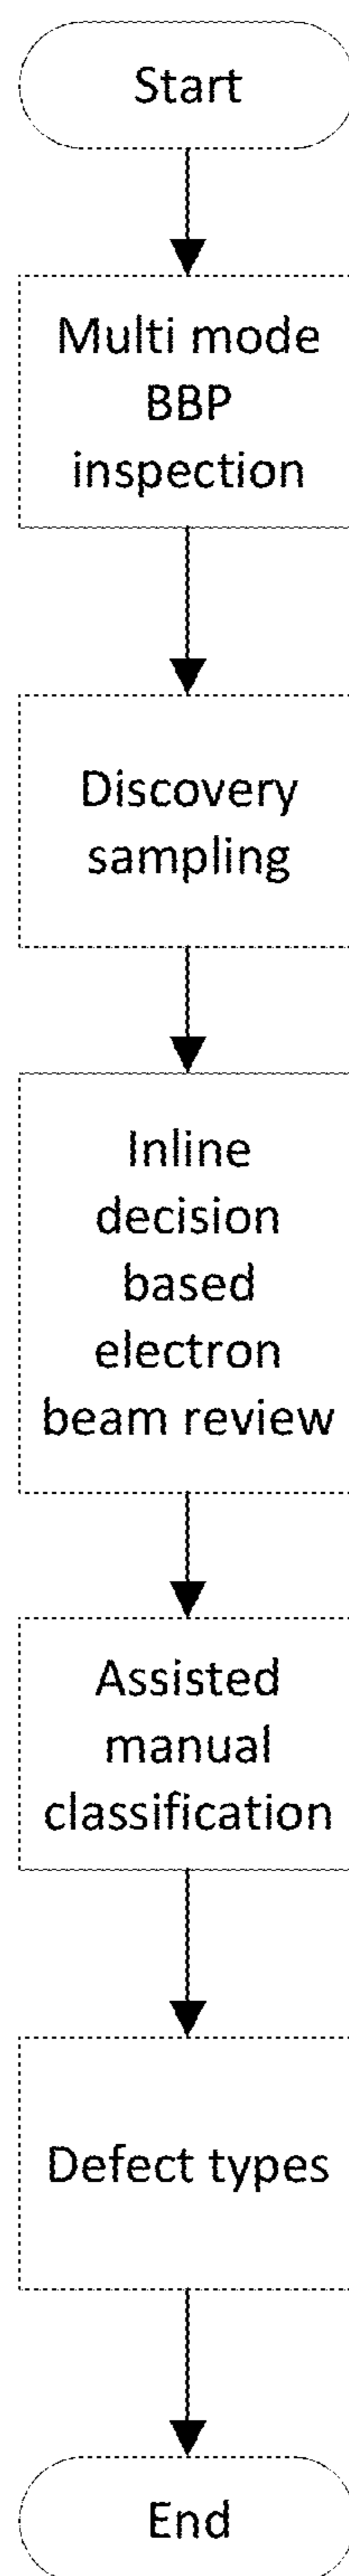 Start
Multi mode
BBP
inspection
Discovery
sampling
Inline
decision
based
electron
beam review
Assisted
manual
classification
Defect types
End